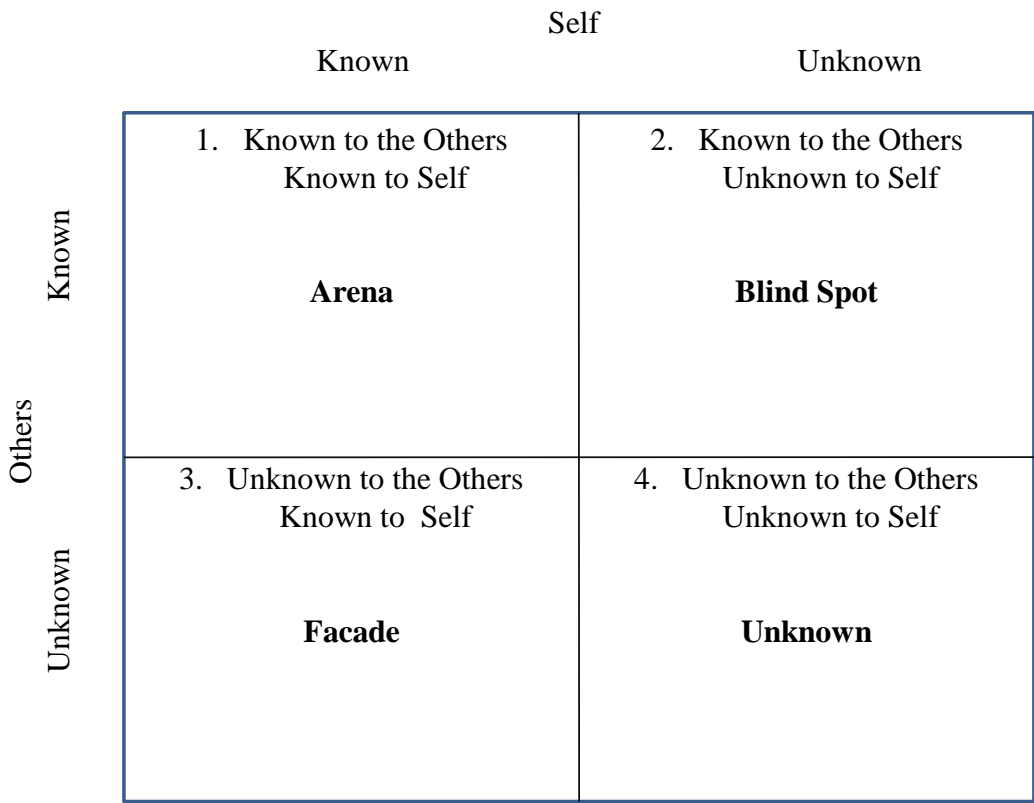 Self
Known
Unknown
1. Known to the Others
Known to Self
Arena
2. Known to the Others
Unknown to Self
Blind Spot
Known
Others
Unknown
3. Unknown to the Others
Known to Self
Facade
4. Unknown to the Others
Unknown to Self
Unknown